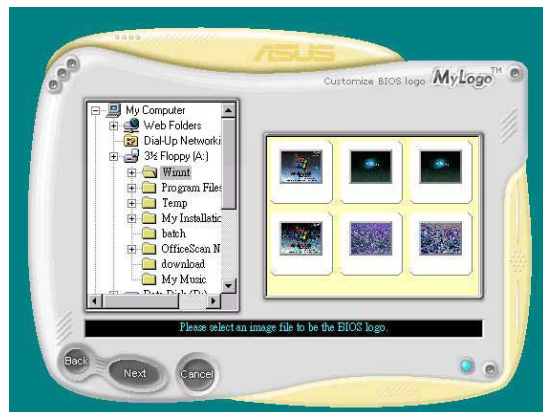 ASUS
Customize BIOS logo MyLogo™
My Computer
Web Folders
Dial-Up Networki
3½ Floppy (A:)
Winnt
Program Files
Temp
My Installatic
batch
OfficeScan N
download
My Music
Data Disk (D:)
Please select an image file to be the BIOS logo.
Back
Next
Cancel